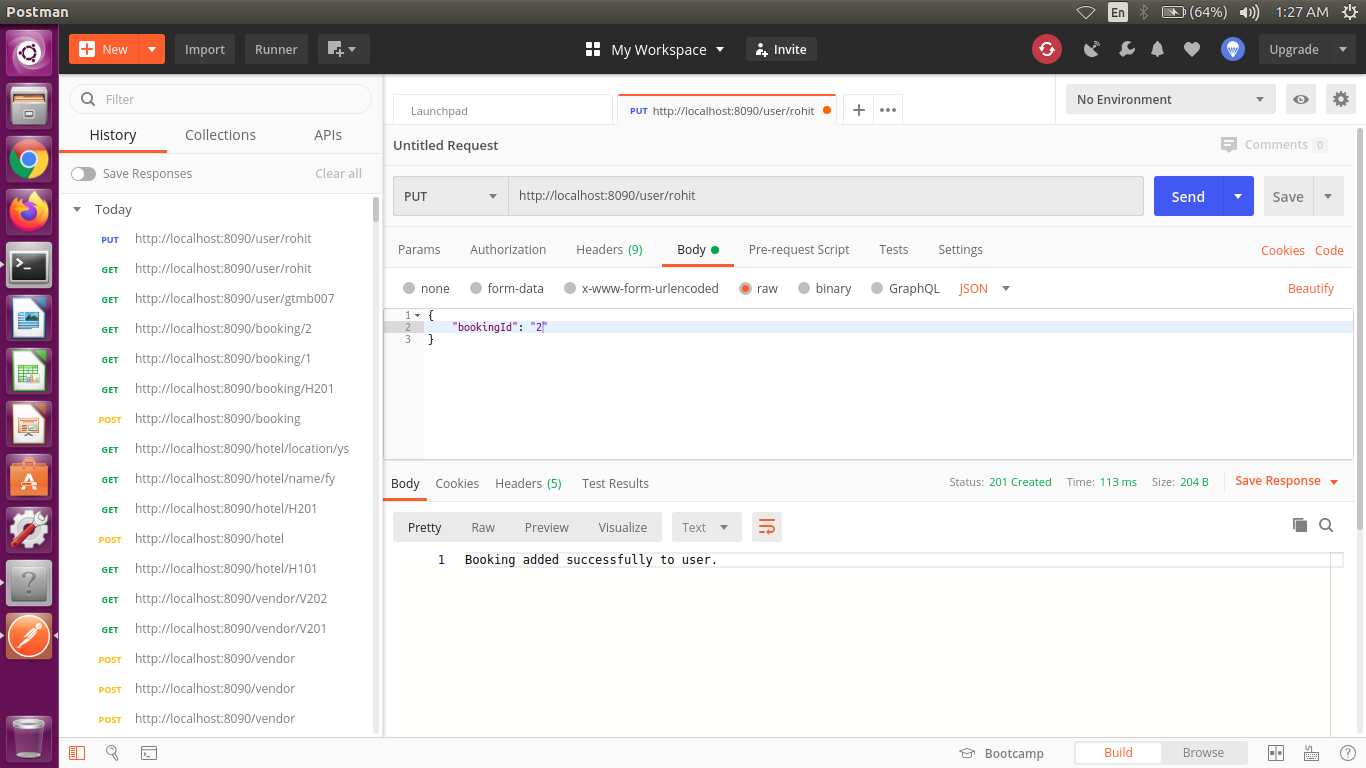 Postman
En
(64%)
1:27 AM
New
Import
Runner
My Workspace
Invite
Upgrade
Filter
History
Collections
APIs
Save Responses
Clear all
Today
PUT http://localhost:8090/user/rohit
GET http://localhost:8090/user/rohit
GET http://localhost:8090/user/gtmb007
GET http://localhost:8090/booking/2
GET http://localhost:8090/booking/1
GET http://localhost:8090/booking/H201
POST http://localhost:8090/booking
GET http://localhost:8090/hotel/location/ys
GET http://localhost:8090/hotel/name/fy
GET http://localhost:8090/hotel/H201
POST http://localhost:8090/hotel
GET http://localhost:8090/hotel/H101
GET http://localhost:8090/vendor/V202
GET http://localhost:8090/vendor/V201
POST http://localhost:8090/vendor
POST http://localhost:8090/vendor
POST http://localhost:8090/vendor
Launchpad
PUT http://localhost:8090/user/rohit
No Environment
Untitled Request
Comments 0
PUT
http://localhost:8090/user/rohit
Send
Save
Params
Authorization
Headers (9)
Body
Pre-request Script
Tests
Settings
Cookies
Code
none
form-data
x-www-form-urlencoded
raw
binary
GraphQL
JSON
Beautify
1 {
2 "bookingId": "2"
3 }
Body
Cookies
Headers (5)
Test Results
Status: 201 Created
Time: 113 ms
Size: 204 B
Save Response
Pretty
Raw
Preview
Visualize
Text
1 Booking added successfully to user.
Bootcamp
Build
Browse